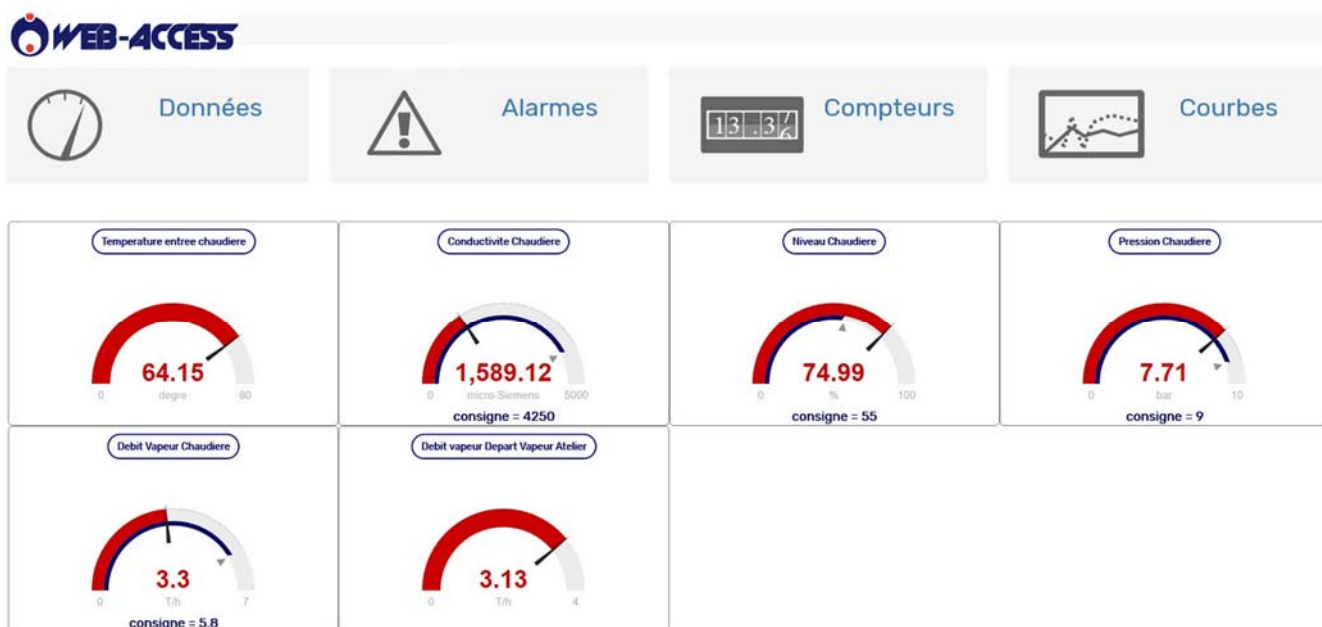 WEB-ACCESS
Données
Alarmes
13.37
6
Compteurs
Courbes
Temperature entree chaudiere
64.15
0 degre 80
Conductivite Chaudiere
1,589.12
0 micro-Siemens 5000
consigne = 4250
Niveau Chaudiere
74.99
0 % 100
consigne = 55
Pression Chaudiere
7.71
0 bar 10
consigne = 9
Debit Vapeur Chaudiere
3.3
0 T/h 7
consigne = 5.8
Debit vapeur Depart Vapeur Atelier
3.13
0 T/h 4